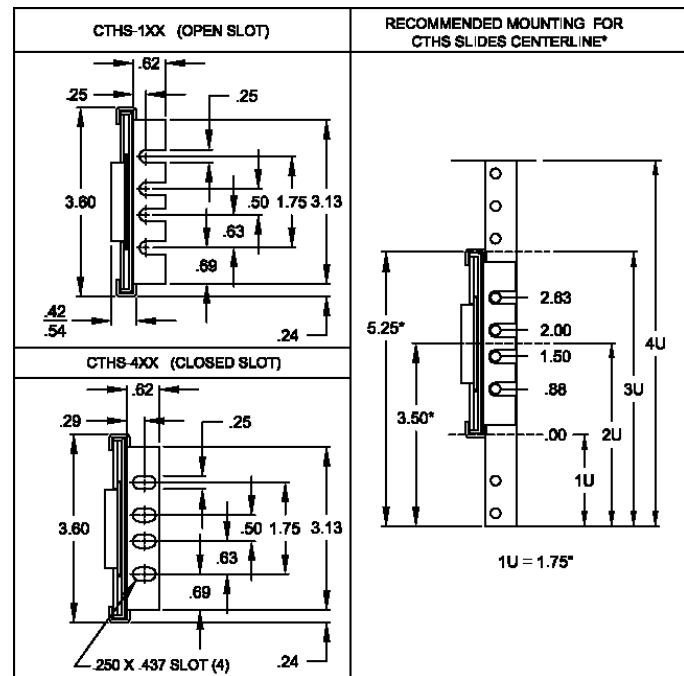 CTHS-1XX (OPEN SLOT)
.62
.25
.25
3.60
.50
1.75
3.13
.63
.69
.42
.54
.24
CTHS-4XX (CLOSED SLOT)
.62
.29
.25
3.60
.50
1.75
3.13
.63
.69
.250 X .437 SLOT (4)
.24
RECOMMENDED MOUNTING FOR
CTHS SLIDES CENTERLINE*
2.63
2.00
1.50
.88
.00
5.25*
3.50*
4U
3U
2U
1U
1U = 1.75"